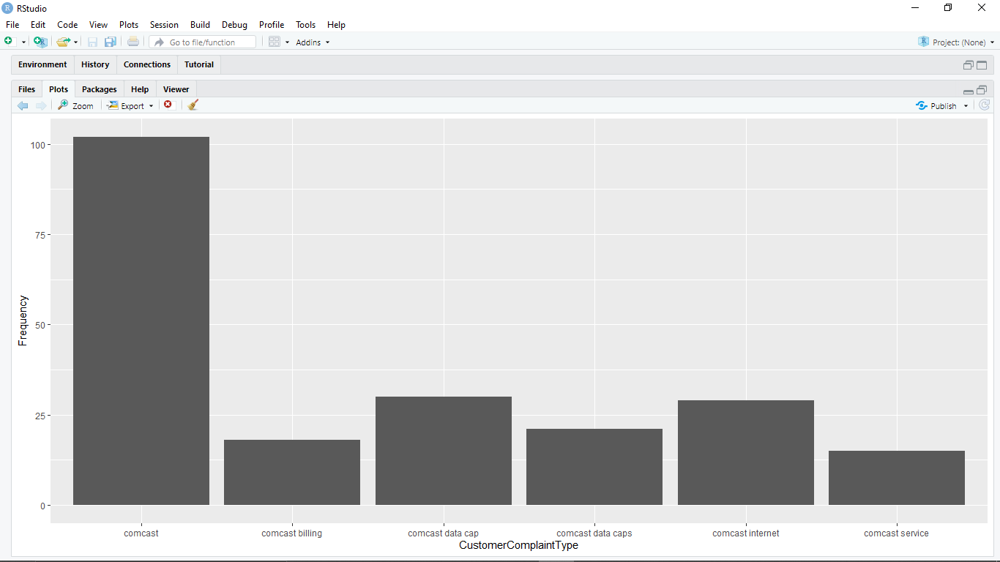 RStudio
File Edit Code View Plots Session Build Debug Profile Tools Help
Go to file/function Addins Project: (None)
Environment History Connections Tutorial
Files Plots Packages Help Viewer
Zoom Export Publish
100
75
50
25
0
Frequency
comcast comcast billing comcast data cap comcast data caps comcast internet comcast service
CustomerComplaintType